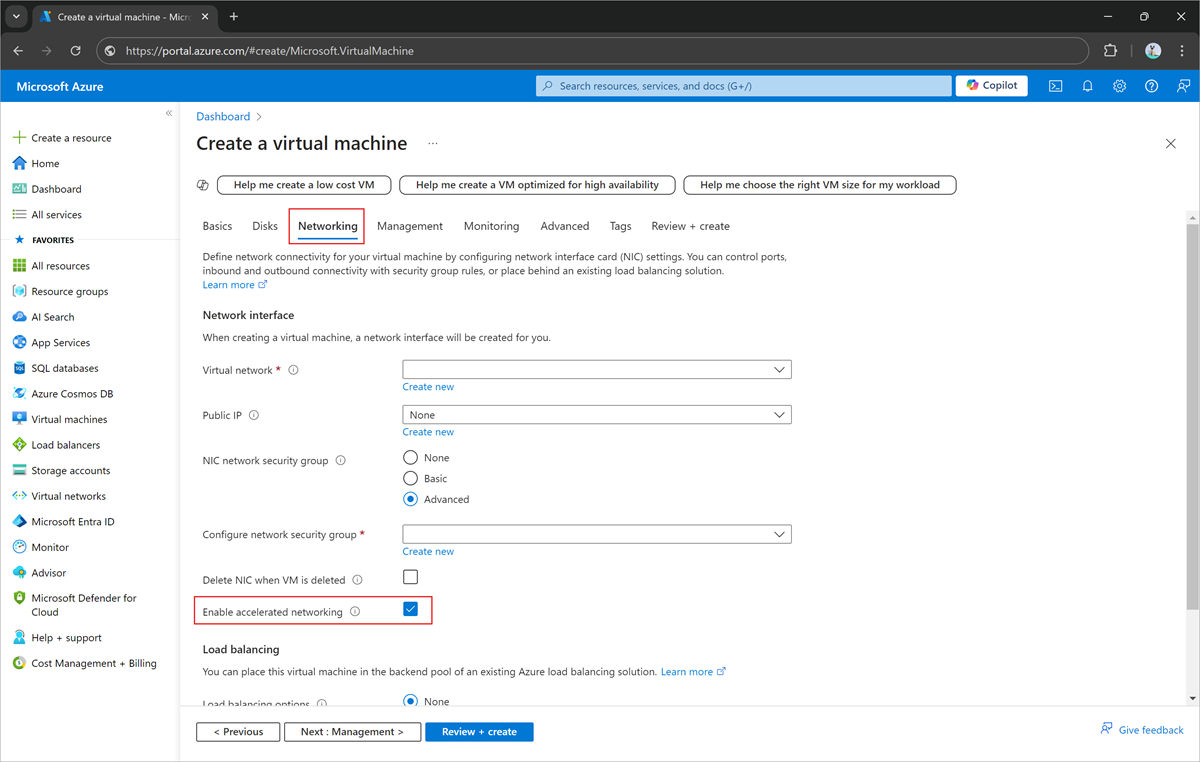 Create a virtual machine - Micr
https://portal.azure.com/#create/Microsoft.VirtualMachine
Microsoft Azure
Search resources, services, and docs (G+/)
Copilot
Create a resource
Home
Dashboard
All services
FAVORITES
All resources
Resource groups
AI Search
App Services
SQL databases
Azure Cosmos DB
Virtual machines
Load balancers
Storage accounts
Virtual networks
Microsoft Entra ID
Monitor
Advisor
Microsoft Defender for
Cloud
Help + support
Cost Management + Billing
Dashboard >
Create a virtual machine ...
Help me create a low cost VM
Help me create a VM optimized for high availability
Help me choose the right VM size for my workload
Basics Disks Networking Management Monitoring Advanced Tags Review + create
Define network connectivity for your virtual machine by configuring network interface card (NIC) settings. You can control ports,
inbound and outbound connectivity with security group rules, or place behind an existing load balancing solution.
Learn more
Network interface
When creating a virtual machine, a network interface will be created for you.
Virtual network *
Create new
Public IP
None
Create new
NIC network security group
None
Basic
Advanced
Configure network security group *
Create new
Delete NIC when VM is deleted
Enable accelerated networking
Load balancing
You can place this virtual machine in the backend pool of an existing Azure load balancing solution. Learn more
Load balancing options
None
< Previous
Next : Management >
Review + create
Give feedback